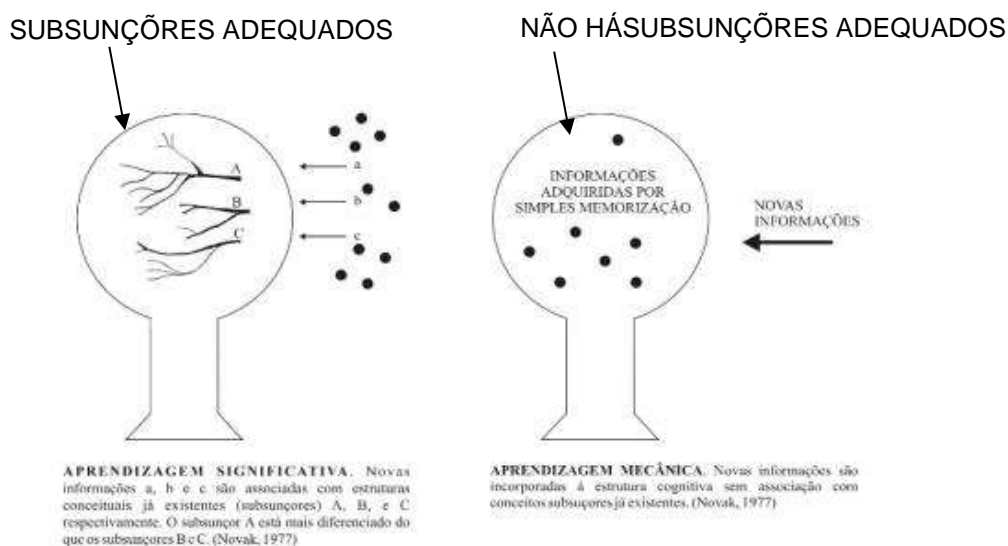 SUBSUNÇÕRES ADEQUADOS
NÃO HÁSUBSUNÇÕRES ADEQUADOS
A
B
C
a
b
c
INFORMAÇÕES
ADQUIRIDAS POR
SIMPLES MEMORIZAÇÃO
NOVAS
INFORMAÇÕES
APRENDIZAGEM SIGNIFICATIVA. Novas
informações a, b e c são associadas com estruturas
conceituais já existentes (subsunçores) A, B, e C
respectivamente. O subsunçor A está mais diferenciado do
que os subsunçores B e C. (Novak, 1977)
APRENDIZAGEM MECÂNICA. Novas informações são
incorporadas à estrutura cognitiva sem associação com
conceitos subsuçores já existentes. (Novak, 1977)